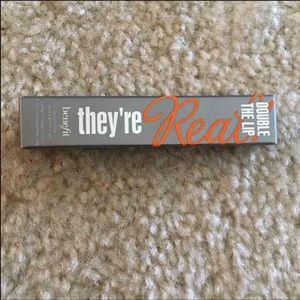 they're Real!
DOUBLE
THE LIP
benefit